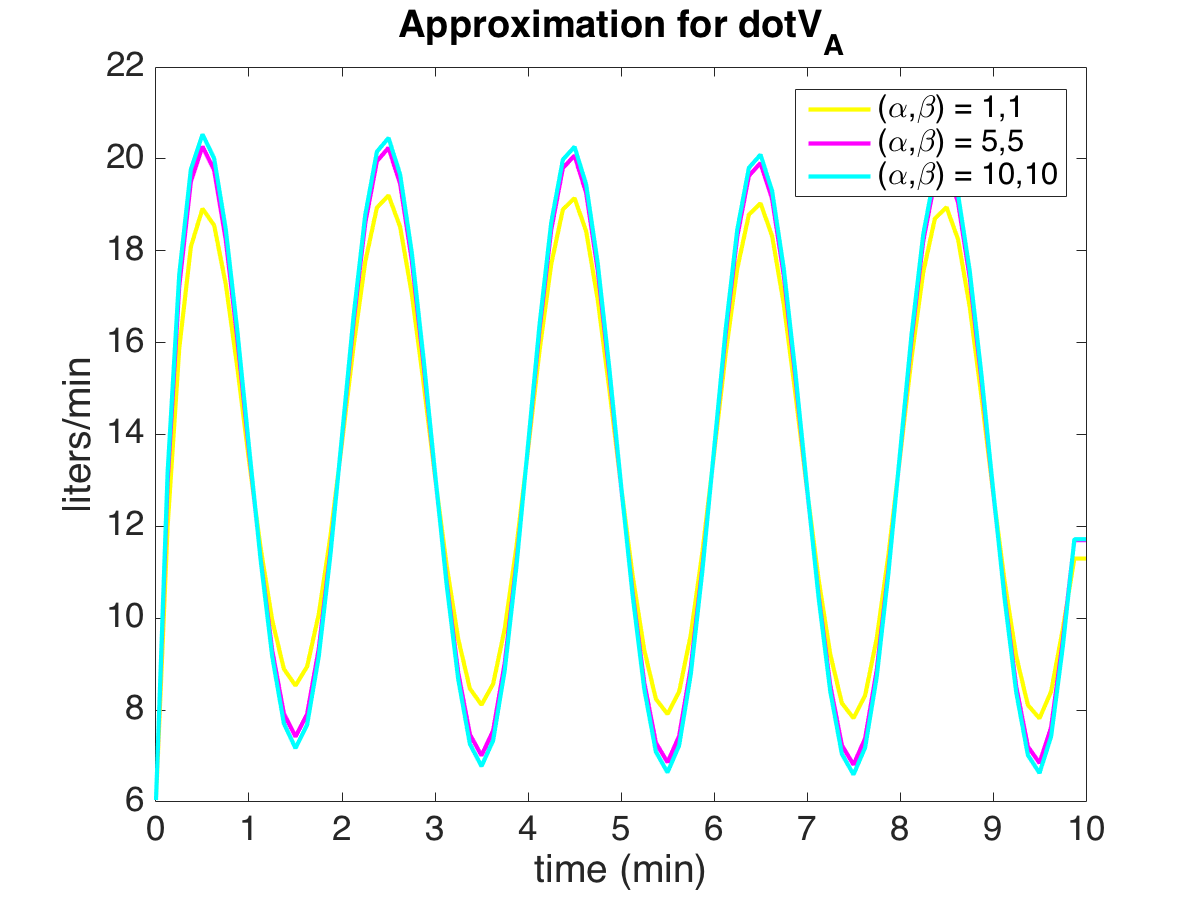 Approximation for dotV_A
22
20
18
16
14
12
10
8
6
liters/min
(α,β) = 1,1
(α,β) = 5,5
(α,β) = 10,10
0 1 2 3 4 5 6 7 8 9 10
time (min)